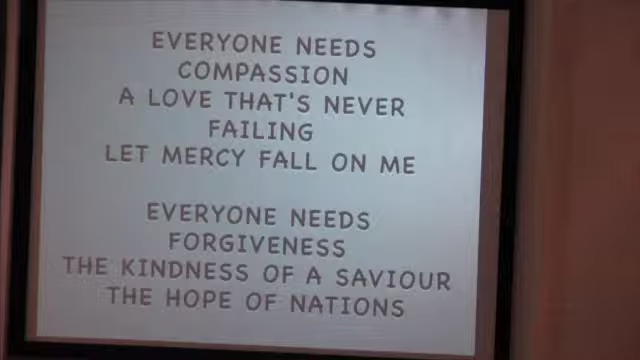 EVERYONE NEEDS
COMPASSION
A LOVE THAT'S NEVER
FAILING
LET MERCY FALL ON ME
EVERYONE NEEDS
FORGIVENESS
THE KINDNESS OF A SAVIOUR
THE HOPE OF NATIONS